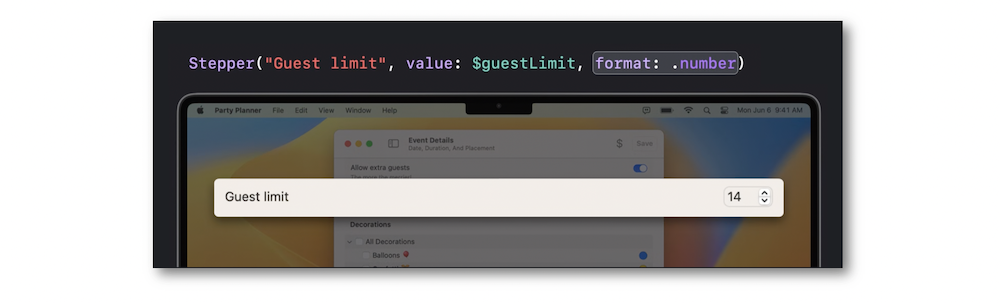 Stepper("Guest limit", value: $guestLimit, format: .number)
Party Planner File Edit View Window Help Mon Jun 6 9:41 AM
Event Details
Date, Duration, And Placement
$ Save
Allow extra guests
Guest limit 14
Decorations
All Decorations
Balloons